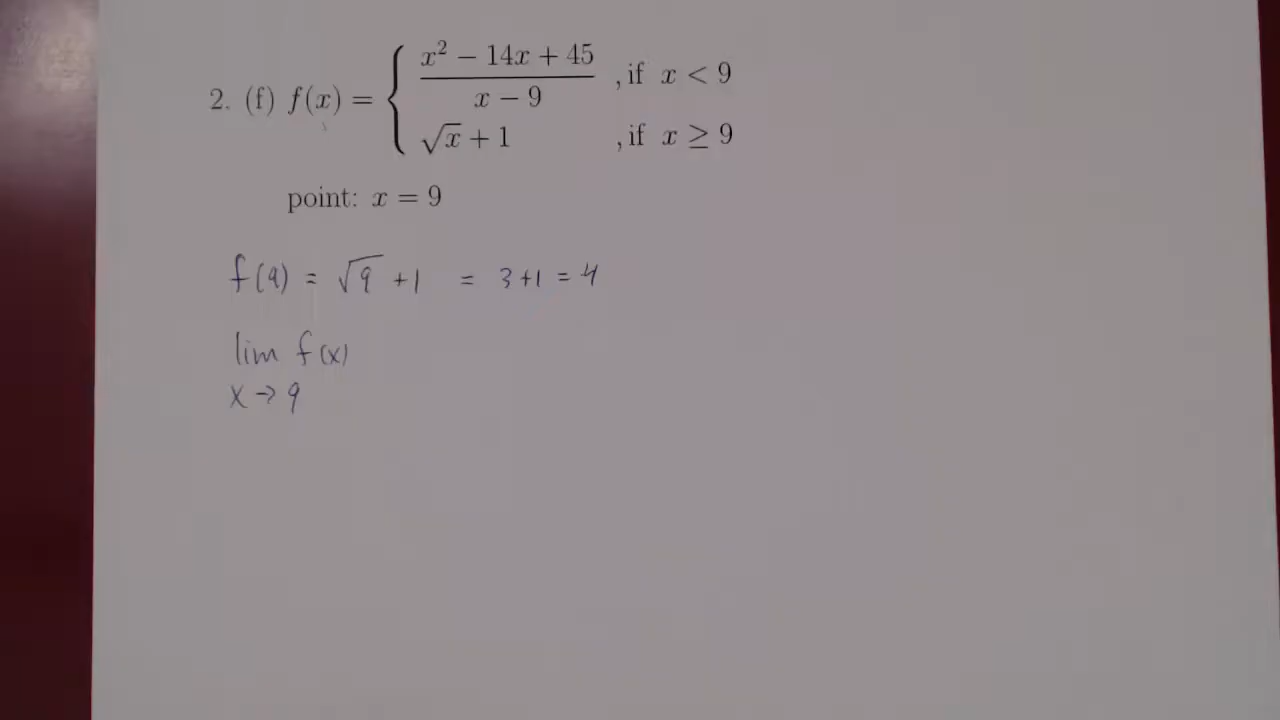 2. (f) f(x) = { x² − 14x + 45 / x − 9 , if x < 9
√x + 1 , if x ≥ 9
point: x = 9
f(9) = √9 + 1 = 3+1 = 4
lim f(x)
x → 9